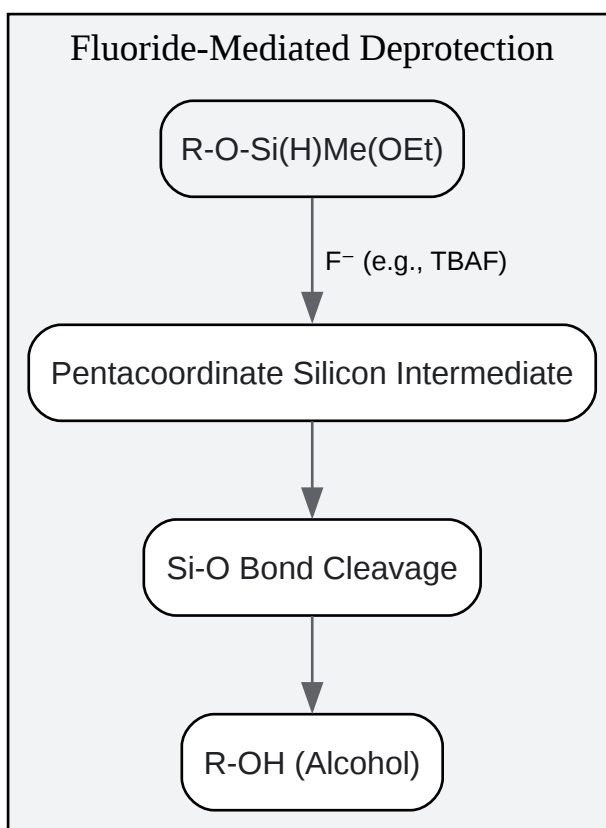 Fluoride-Mediated Deprotection
R-O-Si(H)Me(OEt)
F⁻ (e.g., TBAF)
Pentacoordinate Silicon Intermediate
Si-O Bond Cleavage
R-OH (Alcohol)